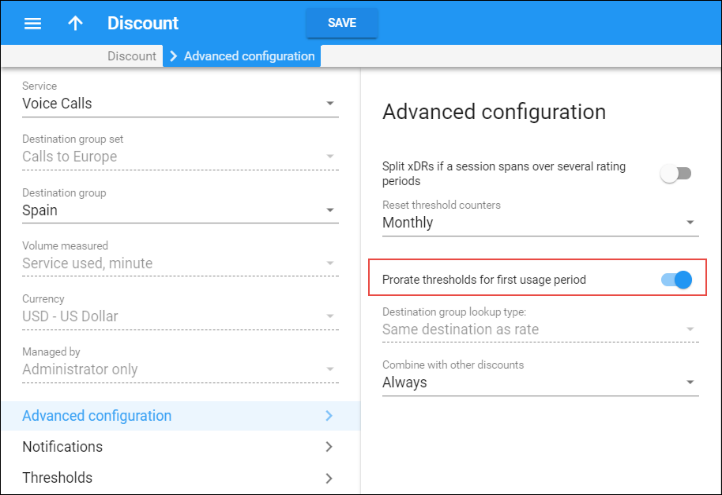 Discount
SAVE
Discount
Advanced configuration
Service
Voice Calls
Destination group set
Calls to Europe
Destination group
Spain
Volume measured
Service used, minute
Currency
USD - US Dollar
Managed by
Administrator only
Advanced configuration
Notifications
Thresholds
Advanced configuration
Split xDRs if a session spans over several rating
periods
Reset threshold counters
Monthly
Prorate thresholds for first usage period
Destination group lookup type:
Same destination as rate
Combine with other discounts
Always